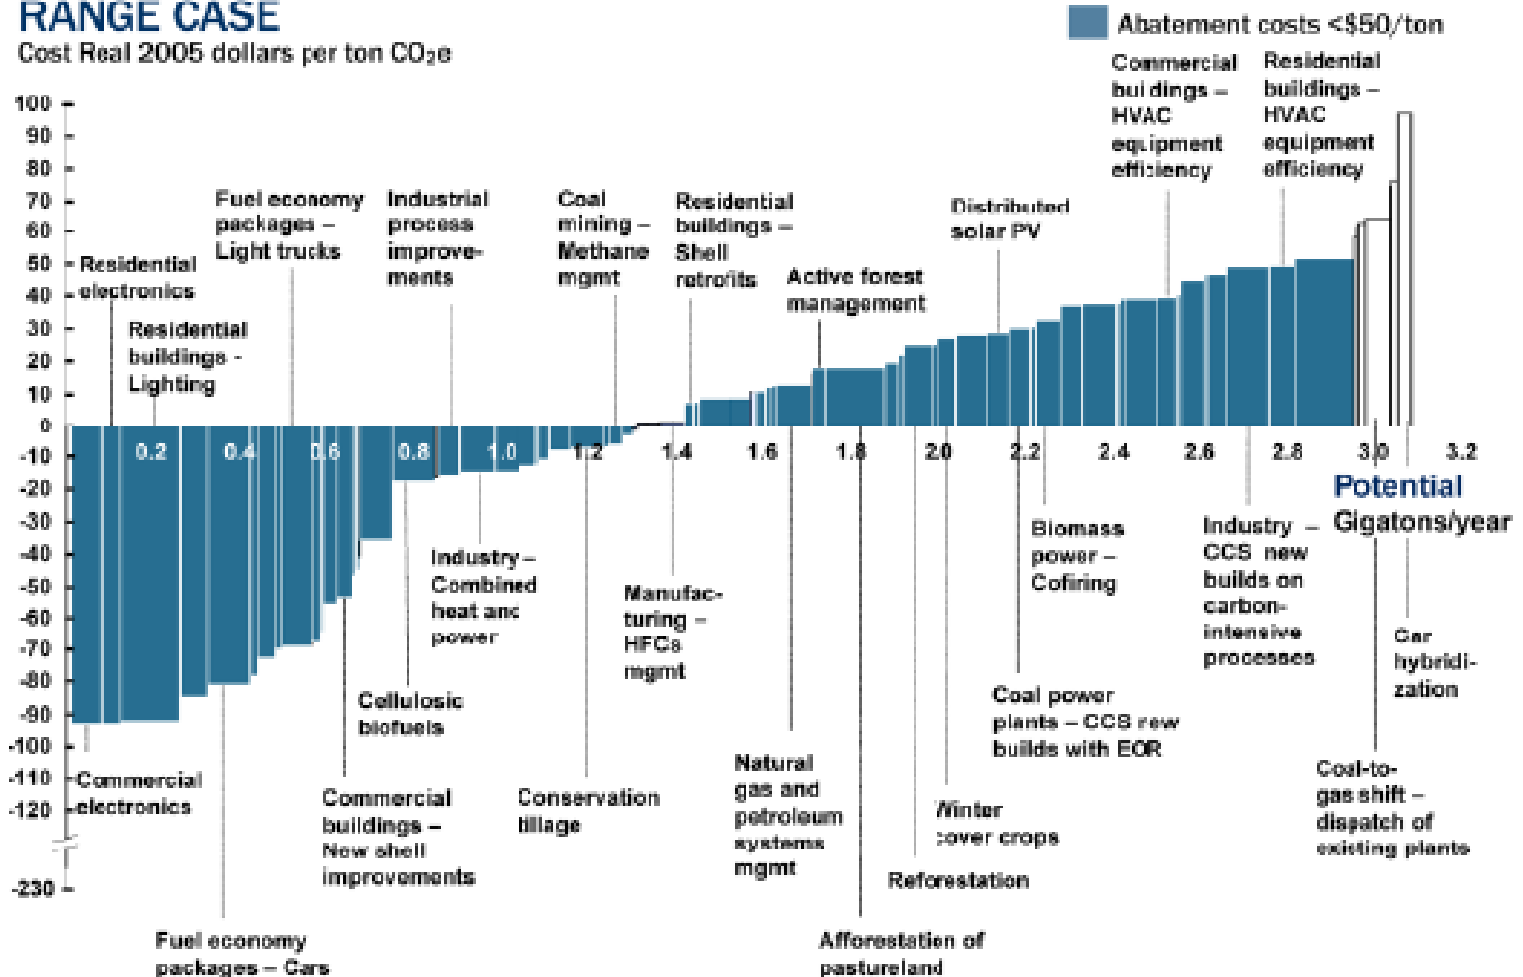 RANGE CASE
Cost Real 2005 dollars per ton CO₂e
Abatement costs <$50/ton
Commercial
buildings –
HVAC
equipment
efficiency
Residential
buildings –
HVAC
equipment
efficiency
100
90
80
70
60
50
40
30
20
10
0
-10
-20
-30
-40
-50
-60
-70
-80
-90
-100
-110
-120
-230
Fuel economy
packages –
Light trucks
Industrial
process
improve-
ments
Coal
mining –
Methane
mgmt
Residential
buildings –
Shell
retrofits
Distributed
solar PV
Residential
electronics
Active forest
management
Residential
buildings -
Lighting
0.2 0.4 0.6 0.8 1.0 1.2 1.4 1.6 1.8 2.0 2.2 2.4 2.6 2.8 3.0 3.2
Potential
Gigatons/year
Industry –
Combined
heat and
power
Manufac-
turing –
HFCs
mgmt
Biomass
power –
Cofiring
Industry –
CCS new
builds on
carbon-
intensive
processes
Car
hybridi-
zation
Cellulosic
biofuels
Coal power
plants – CCS new
builds with EOR
Commercial
electronics
Commercial
buildings –
New shell
improvements
Conservation
tillage
Natural
gas and
petroleum
systems
mgmt
Winter
cover crops
Coal-to-
gas shift –
dispatch of
existing plants
Reforestation
Fuel economy
packages – Cars
Afforestation of
pastureland